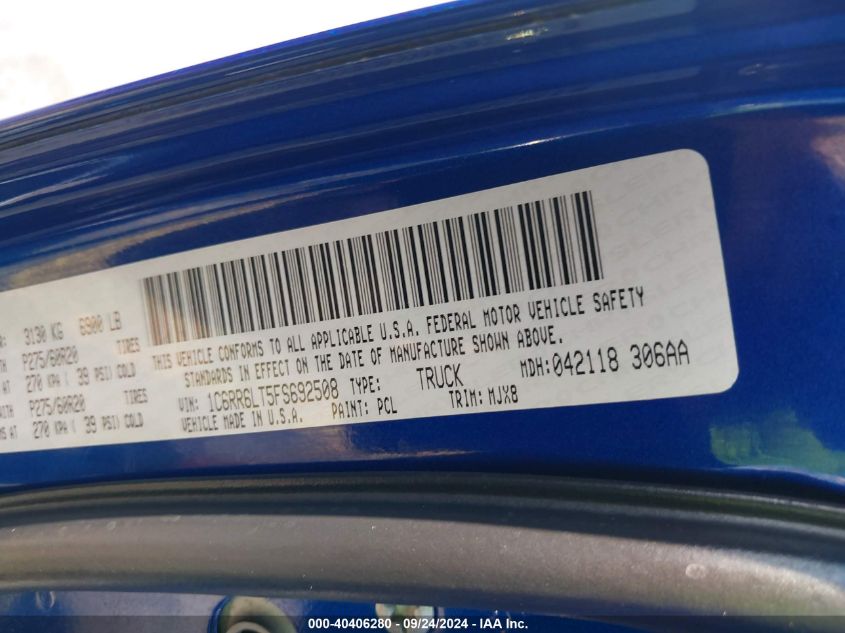 3130 KG 6900 LB
P275/60R20 TIRES
AT 270 KPA ( 39 PSI) COLD
P275/60R20 TIRES
AT 270 KPA ( 39 PSI) COLD
THIS VEHICLE CONFORMS TO ALL APPLICABLE U.S.A. FEDERAL MOTOR VEHICLE SAFETY
STANDARDS IN EFFECT ON THE DATE OF MANUFACTURE SHOWN ABOVE.
VIN: 1C6RR6LT5FS692508 TYPE: TRUCK MDH:042118 306AA
VEHICLE MADE IN U.S.A. PAINT: PCL TRIM: MJX8
000-40406280 - 09/24/2024 - IAA Inc.